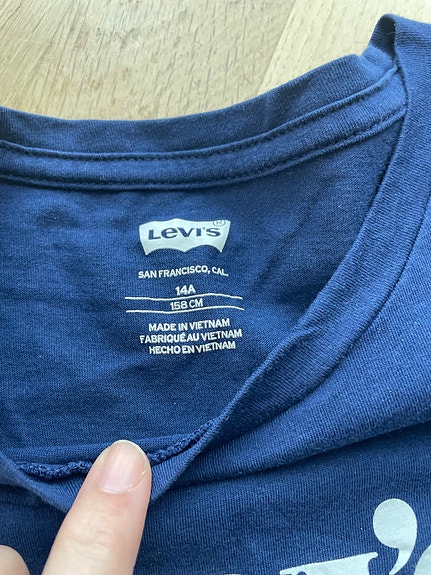 LEVI'S ®
SAN FRANCISCO, CAL.
14A
158 CM
MADE IN VIETNAM
FABRIQUÉ AU VIETNAM
HECHO EN VIETNAM